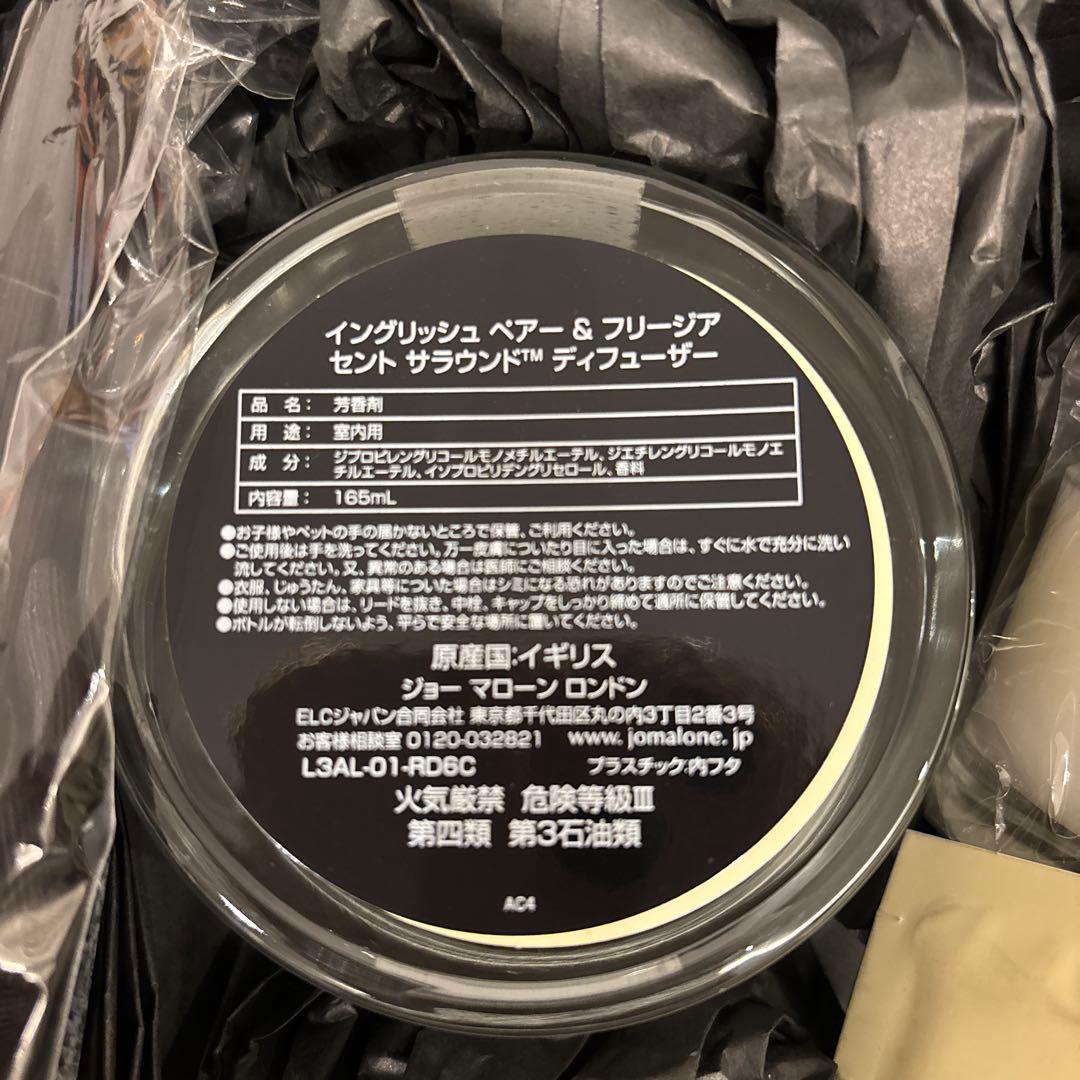 イングリッシュ ペアー & フリージア
セント サラウンド™ ディフューザー
品 名： 芳香剤
用 途： 室内用
成 分： ジプロピレングリコールモノメチルエーテル、ジエチレングリコールモノエ
チルエーテル、イソプロピリデングリセロール、香料
内容量： 165mL
●お子様やペットの手の届かないところで保管、ご利用ください。
●ご使用後は手を洗ってください。万一皮膚についたり目に入った場合は、すぐに水で充分に洗い
流してください。又、異常のある場合は医師にご相談ください。
●衣服、じゅうたん、家具等についた場合はシミになる恐れがありますのでご注意ください。
●使用しない場合は、リードを抜き、中栓、キャップをしっかり締めて適所に保管してください。
●ボトルが転倒しないよう、平らで安全な場所に置いてください。
原産国：イギリス
ジョー マローン ロンドン
ELCジャパン合同会社 東京都千代田区丸の内3丁目2番3号
お客様相談室 0120-032821 www. jomalone. jp
L3AL-01-RD6C プラスチック：内フタ
火気厳禁 危険等級Ⅲ
第四類 第3石油類
AC4